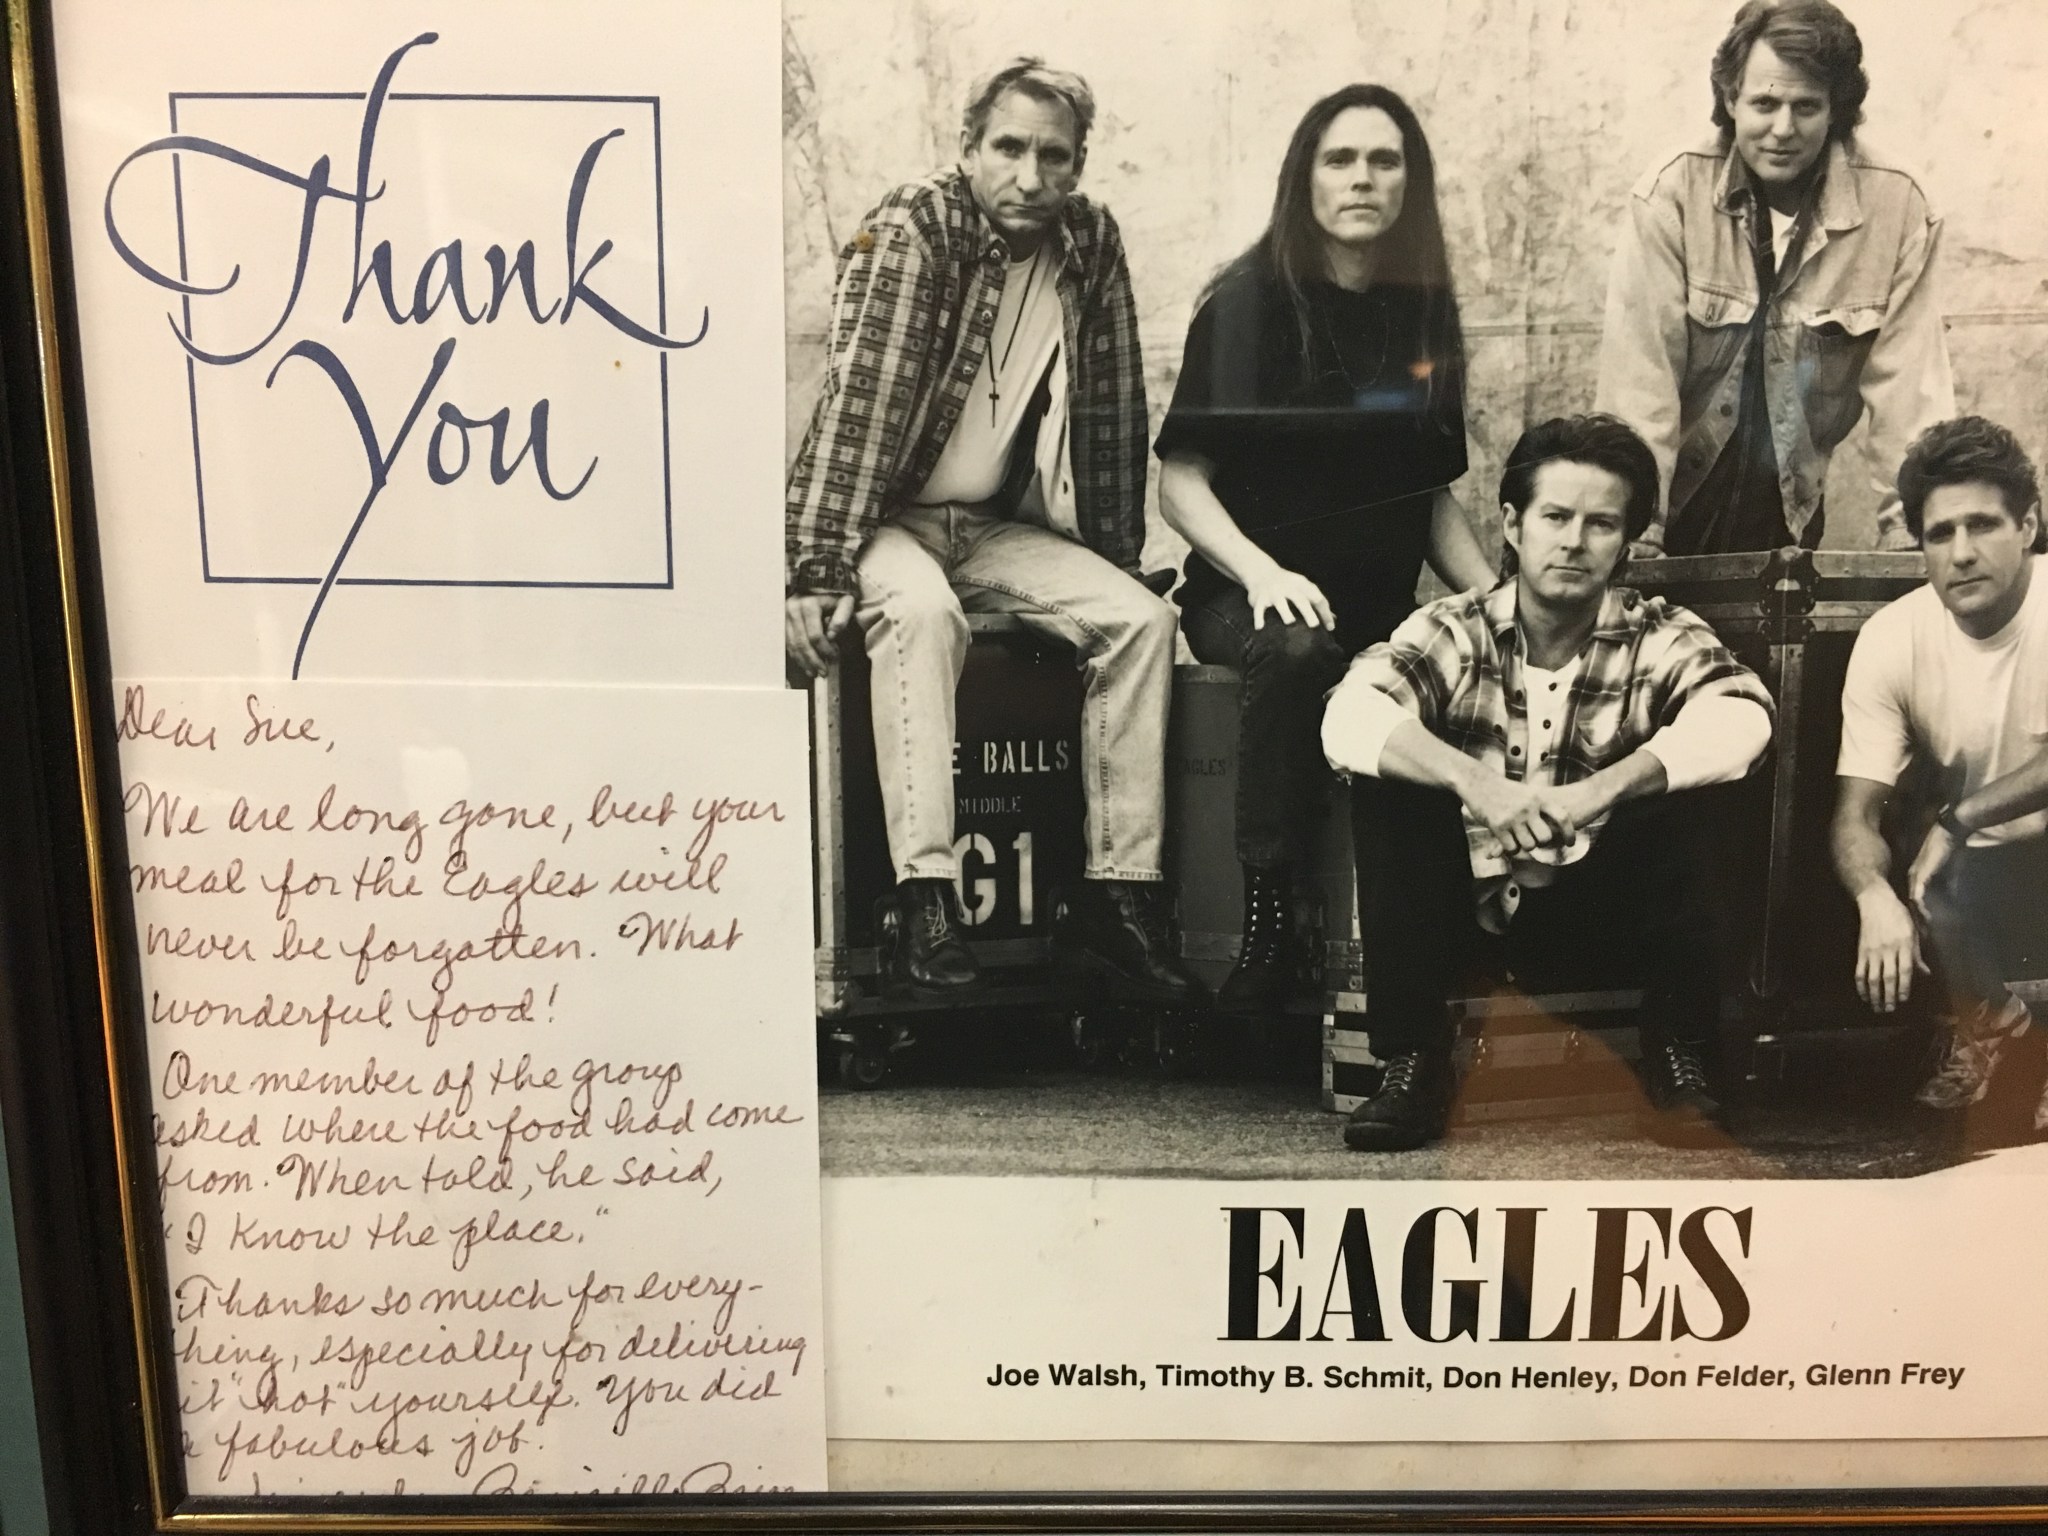 Thank
You
Dear Sue,
We are long gone, but your
meal for the Eagles will
never be forgotten. What
wonderful food!
One member of the group
asked where the food had come
from. When told, he said,
"I know the place."
Thanks so much for every-
thing, especially for delivering
it "hot" yourself. You did
a fabulous job.
E BALLS
MIDDLE
G1
AGLES
EAGLES
Joe Walsh, Timothy B. Schmit, Don Henley, Don Felder, Glenn Frey